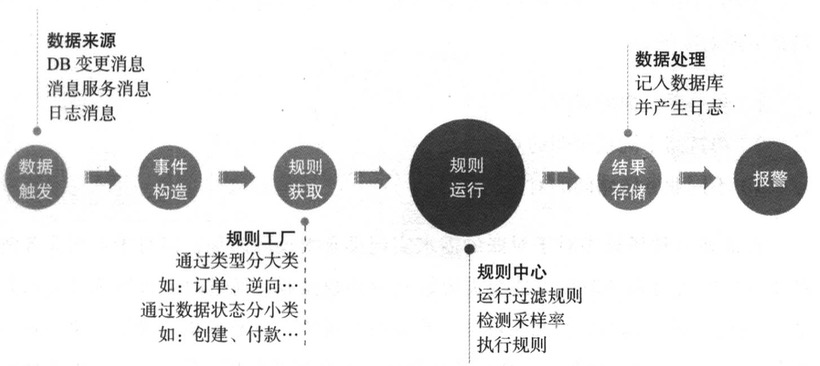 数据来源
DB 变更消息
消息服务消息
日志消息
数据处理
记入数据库
并产生日志
数据
触发
事件
构造
规则
获取
规则
运行
结果
存储
报警
规则工厂
通过类型分大类
如：订单、逆向…
通过数据状态分小类
如：创建、付款…
规则中心
运行过滤规则
检测采样率
执行规则